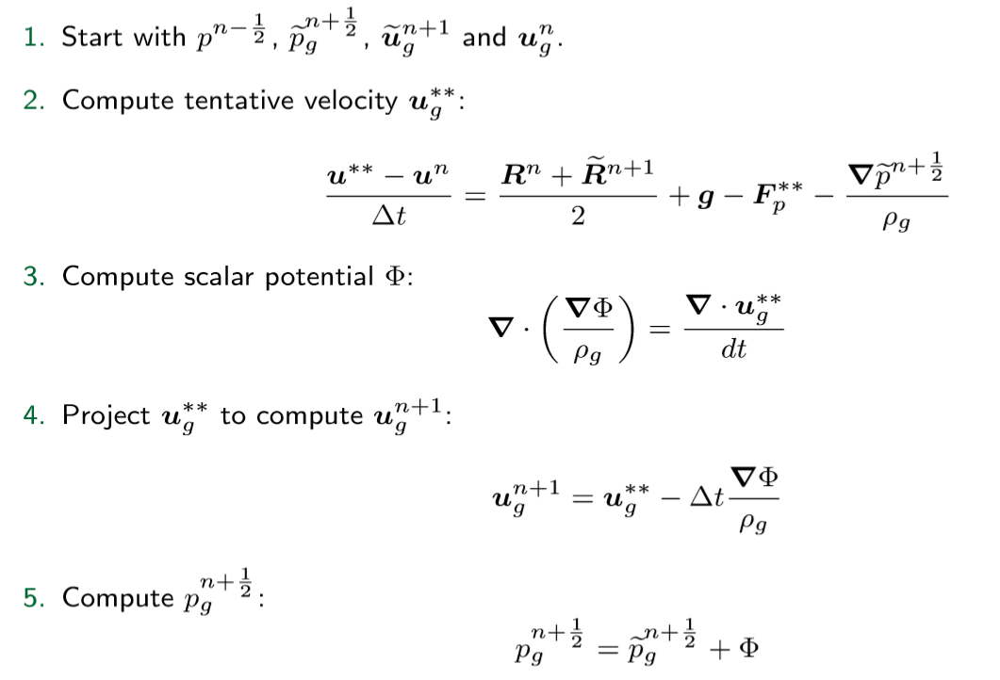 1. Start with $p^{n-\frac{1}{2}}$, $\widetilde{p}_g^{n+\frac{1}{2}}$, $\widetilde{\boldsymbol{u}}_g^{n+1}$ and $\boldsymbol{u}_g^n$.
2. Compute tentative velocity $\boldsymbol{u}_g^{**}$:
$\frac{\boldsymbol{u}^{**} - \boldsymbol{u}^n}{\Delta t} = \frac{\boldsymbol{R}^n + \widetilde{\boldsymbol{R}}^{n+1}}{2} + \boldsymbol{g} - \boldsymbol{F}_p^{**} - \frac{\boldsymbol{\nabla} \widetilde{p}^{n+\frac{1}{2}}}{\rho_g}$
3. Compute scalar potential $\Phi$:
$\boldsymbol{\nabla} \cdot \left( \frac{\boldsymbol{\nabla} \Phi}{\rho_g} \right) = \frac{\boldsymbol{\nabla} \cdot \boldsymbol{u}_g^{**}}{dt}$
4. Project $\boldsymbol{u}_g^{**}$ to compute $\boldsymbol{u}_g^{n+1}$:
$\boldsymbol{u}_g^{n+1} = \boldsymbol{u}_g^{**} - \Delta t \frac{\boldsymbol{\nabla} \Phi}{\rho_g}$
5. Compute $p_g^{n+\frac{1}{2}}$:
$p_g^{n+\frac{1}{2}} = \widetilde{p}_g^{n+\frac{1}{2}} + \Phi$